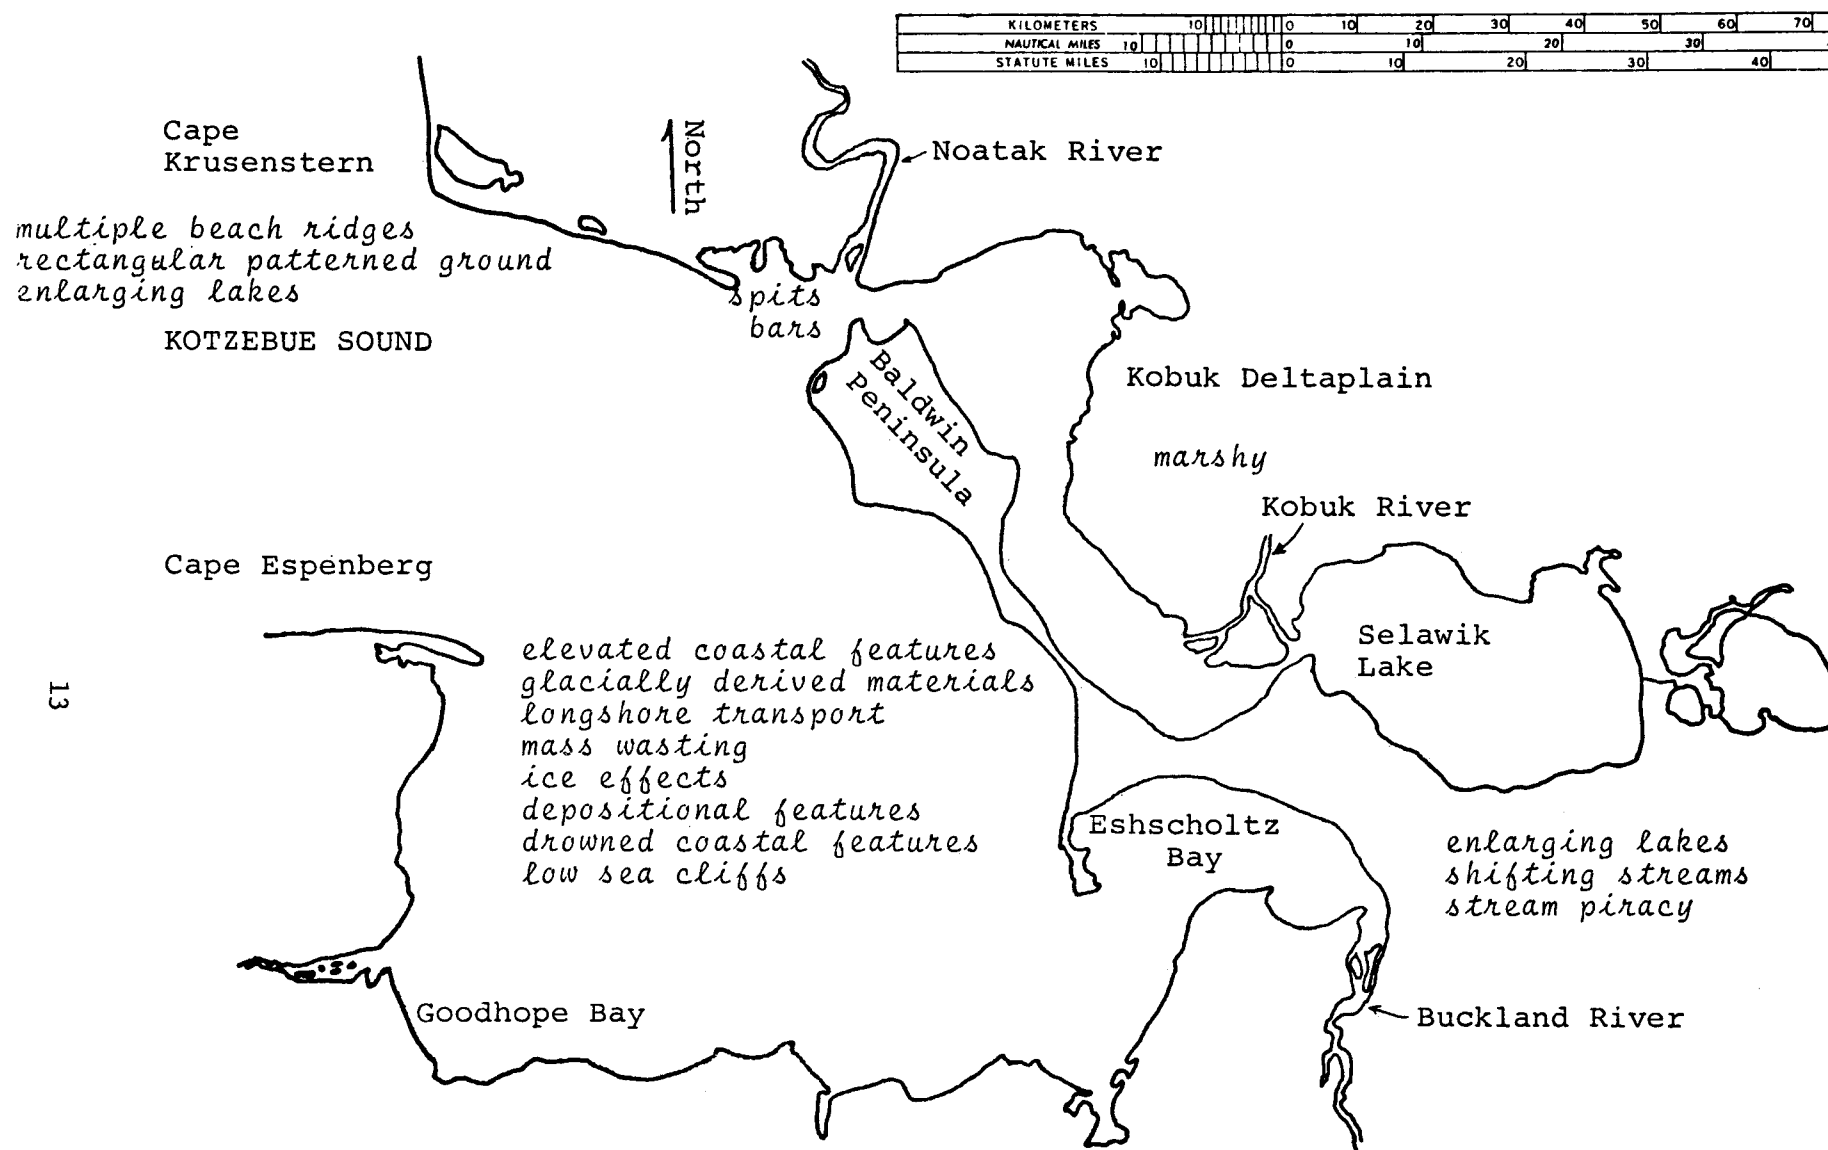 KILOMETERS 10 0 10 20 30 40 50 60 70
NAUTICAL MILES 10 0 10 20 30
STATUTE MILES 10 0 10 20 30 40
Cape
Krusenstern
North
Noatak River
multiple beach ridges
rectangular patterned ground
enlarging lakes
spits
bars
KOTZEBUE SOUND
Baldwin
Peninsula
Kobuk Deltaplain
marshy
Kobuk River
Cape Espenberg
Selawik
Lake
elevated coastal features
glacially derived materials
longshore transport
mass wasting
ice effects
depositional features
drowned coastal features
low sea cliffs
13
Eshscholtz
Bay
enlarging lakes
shifting streams
stream piracy
Goodhope Bay
Buckland River